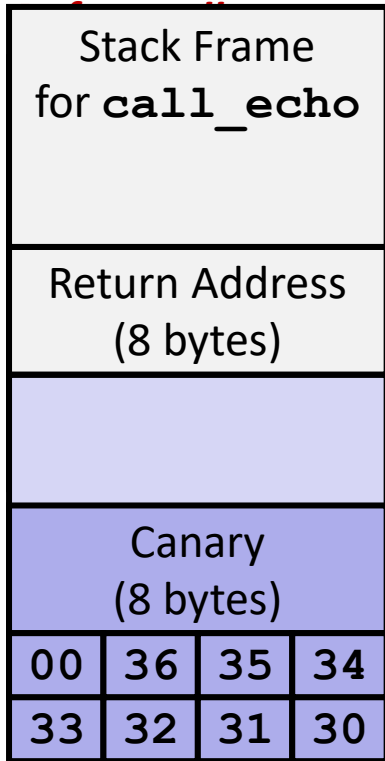 Stack Frame
for call_echo
Return Address
(8 bytes)
Canary
(8 bytes)
00 36 35 34
33 32 31 30